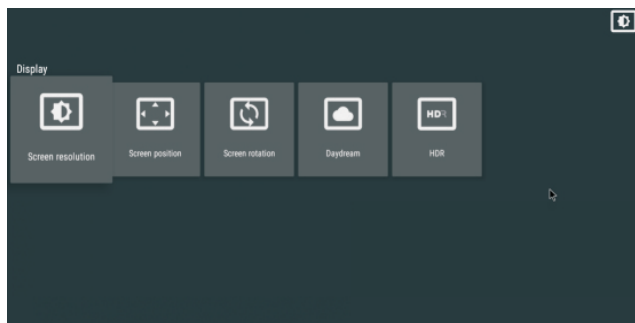 Display
Screen resolution
Screen position
Screen rotation
Daydream
HDR
HDR